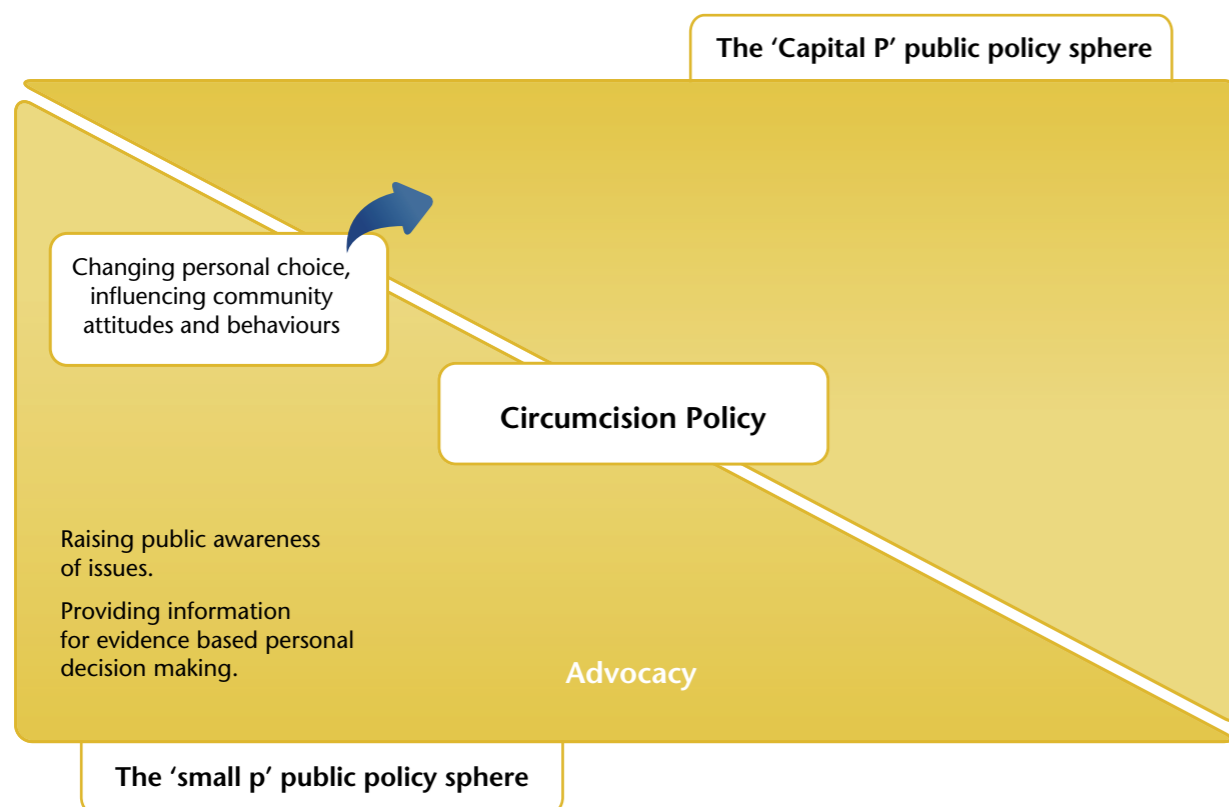 The ‘Capital P’ public policy sphere
Changing personal choice,
influencing community
attitudes and behaviours
Circumcision Policy
Raising public awareness
of issues.
Providing information
for evidence based personal
decision making.
Advocacy
The ‘small p’ public policy sphere